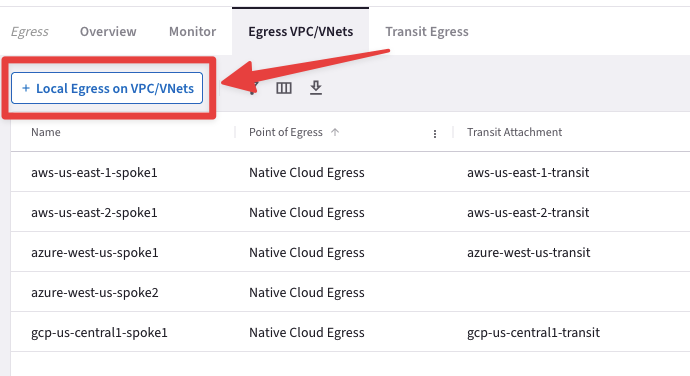 Egress Overview Monitor Egress VPC/VNets Transit Egress
+ Local Egress on VPC/VNets
Name Point of Egress Transit Attachment
aws-us-east-1-spoke1 Native Cloud Egress aws-us-east-1-transit
aws-us-east-2-spoke1 Native Cloud Egress aws-us-east-2-transit
azure-west-us-spoke1 Native Cloud Egress azure-west-us-transit
azure-west-us-spoke2 Native Cloud Egress
gcp-us-central1-spoke1 Native Cloud Egress gcp-us-central1-transit